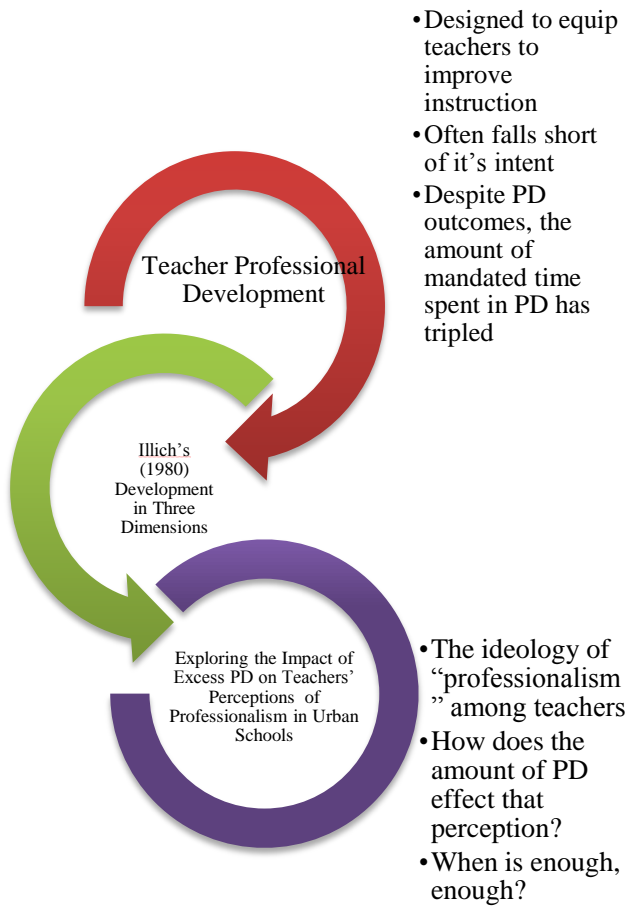 •Designed to equip
teachers to
improve
instruction
•Often falls short
of it's intent
•Despite PD
outcomes, the
amount of
mandated time
spent in PD has
tripled
Teacher Professional
Development
Illich's
(1980)
Development
in Three
Dimensions
Exploring the Impact of
Excess PD on Teachers'
Perceptions of
Professionalism in Urban
Schools
•The ideology of
“professionalism
” among teachers
•How does the
amount of PD
effect that
perception?
•When is enough,
enough?